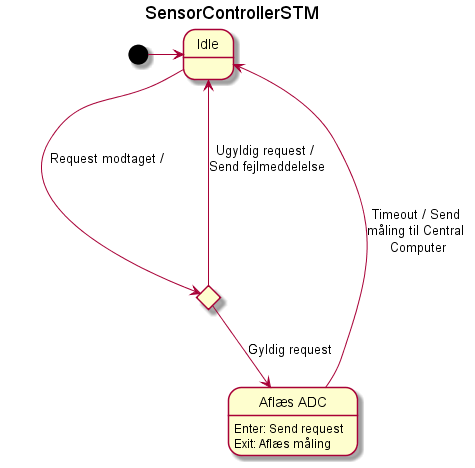 SensorControllerSTM
Idle
Request modtaget /
Ugyldig request /
Send fejlmeddelelse
Timeout / Send
måling til Central
Computer
Gyldig request
Aflæs ADC
Enter: Send request
Exit: Aflæs måling